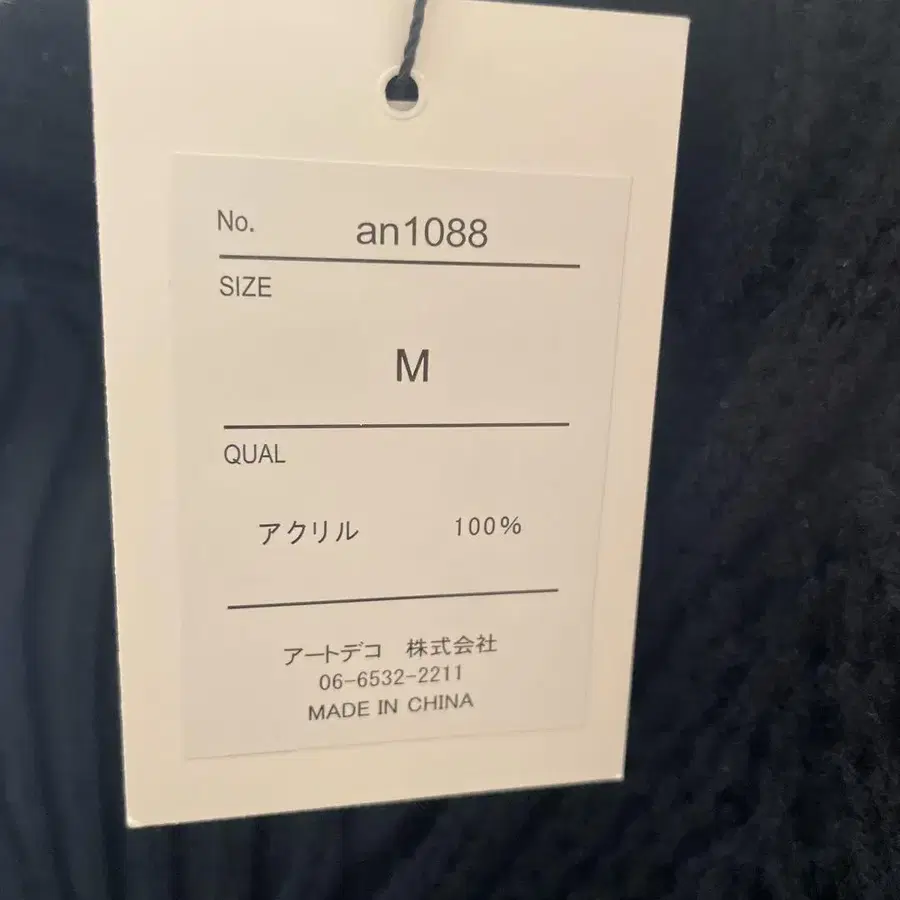 No. an1088
SIZE
M
QUAL
アクリル 100%
アートデコ 株式会社
06-6532-2211
MADE IN CHINA